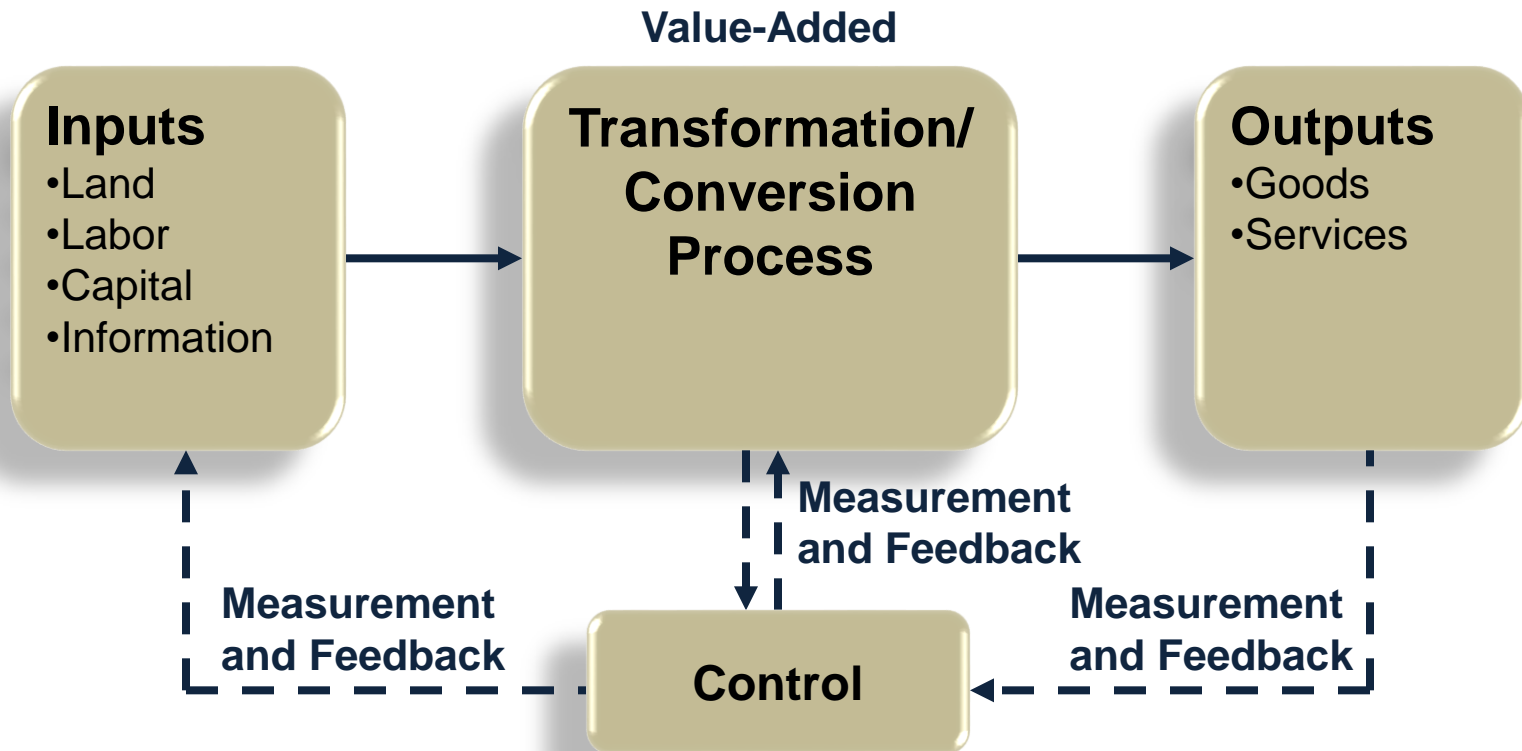 Value-Added
Inputs
•Land
•Labor
•Capital
•Information
Transformation/
Conversion
Process
Outputs
•Goods
•Services
Measurement
and Feedback
Measurement
and Feedback
Measurement
and Feedback
Control